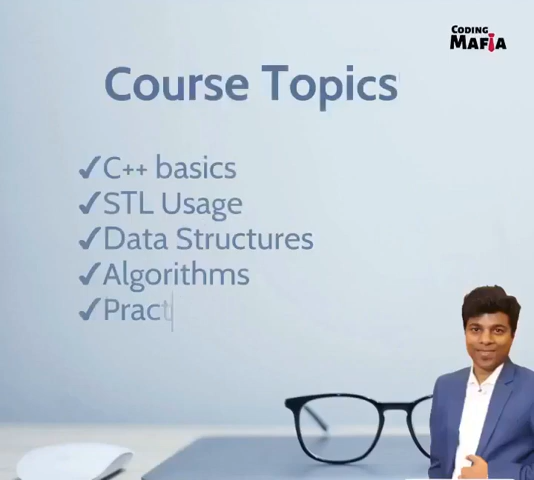 CODING
MAFIA
Course Topics
✓C++ basics
✓STL Usage
✓Data Structures
✓Algorithms
✓Pract